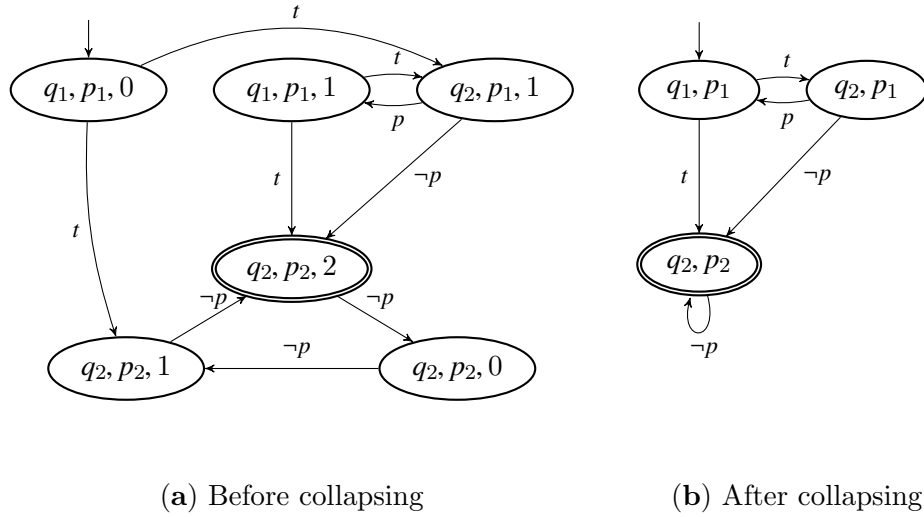 t
q₁, p₁, 0
q₁, p₁, 1
t
p
q₂, p₁, 1
t
t
¬p
q₂, p₂, 2
¬p
¬p
q₂, p₂, 1
¬p
q₂, p₂, 0
(a) Before collapsing
q₁, p₁
t
p
q₂, p₁
t
¬p
q₂, p₂
¬p
(b) After collapsing